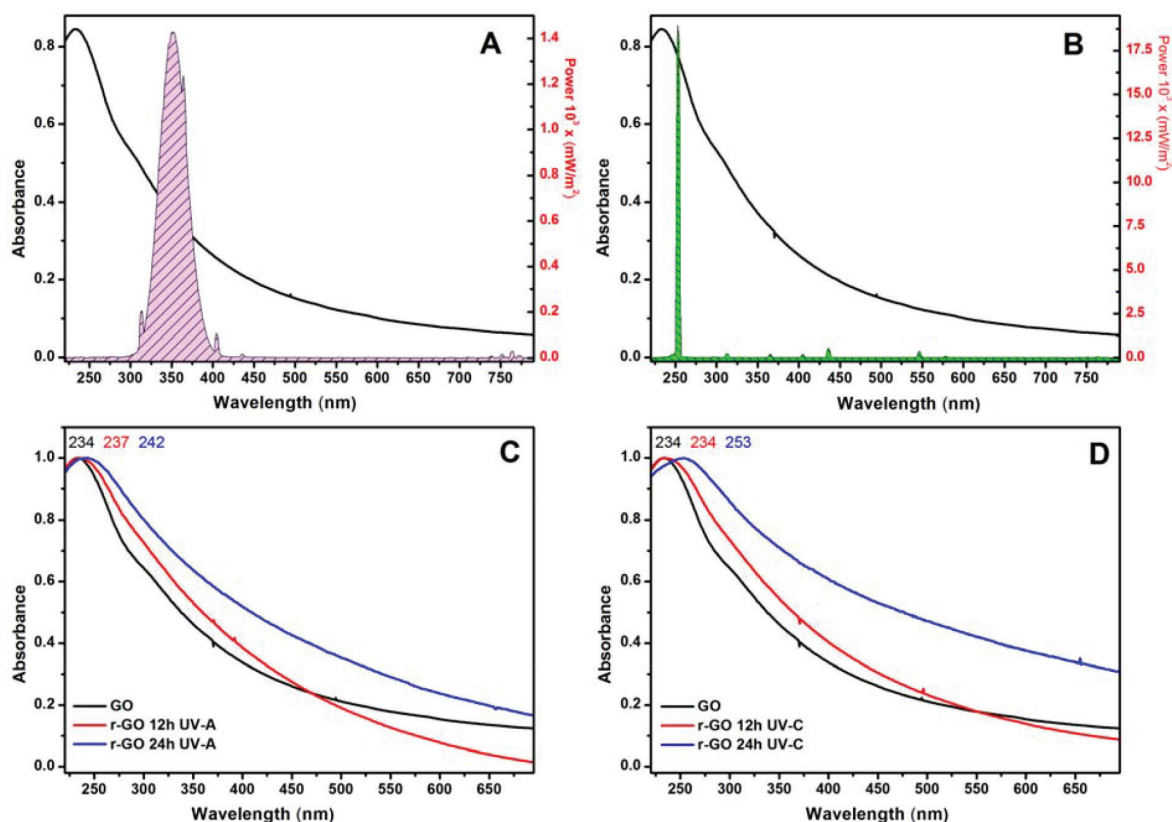 A
Absorbance
0.8
0.6
0.4
0.2
0.0
1.4
1.2
1.0
0.8
0.6
0.4
0.2
0.0
Power 10³ x (mW/m²)
250 300 350 400 450 500 550 600 650 700 750
Wavelength (nm)
B
Absorbance
0.8
0.6
0.4
0.2
0.0
17.5
15.0
12.5
10.0
7.5
5.0
2.5
0.0
Power 10³ x (mW/m²)
250 300 350 400 450 500 550 600 650 700 750
Wavelength (nm)
234 237 242
C
Absorbance
1.0
0.8
0.6
0.4
0.2
0.0
GO
r-GO 12h UV-A
r-GO 24h UV-A
250 300 350 400 450 500 550 600 650
Wavelength (nm)
234 234 253
D
Absorbance
1.0
0.8
0.6
0.4
0.2
0.0
GO
r-GO 12h UV-C
r-GO 24h UV-C
250 300 350 400 450 500 550 600 650
Wavelength (nm)